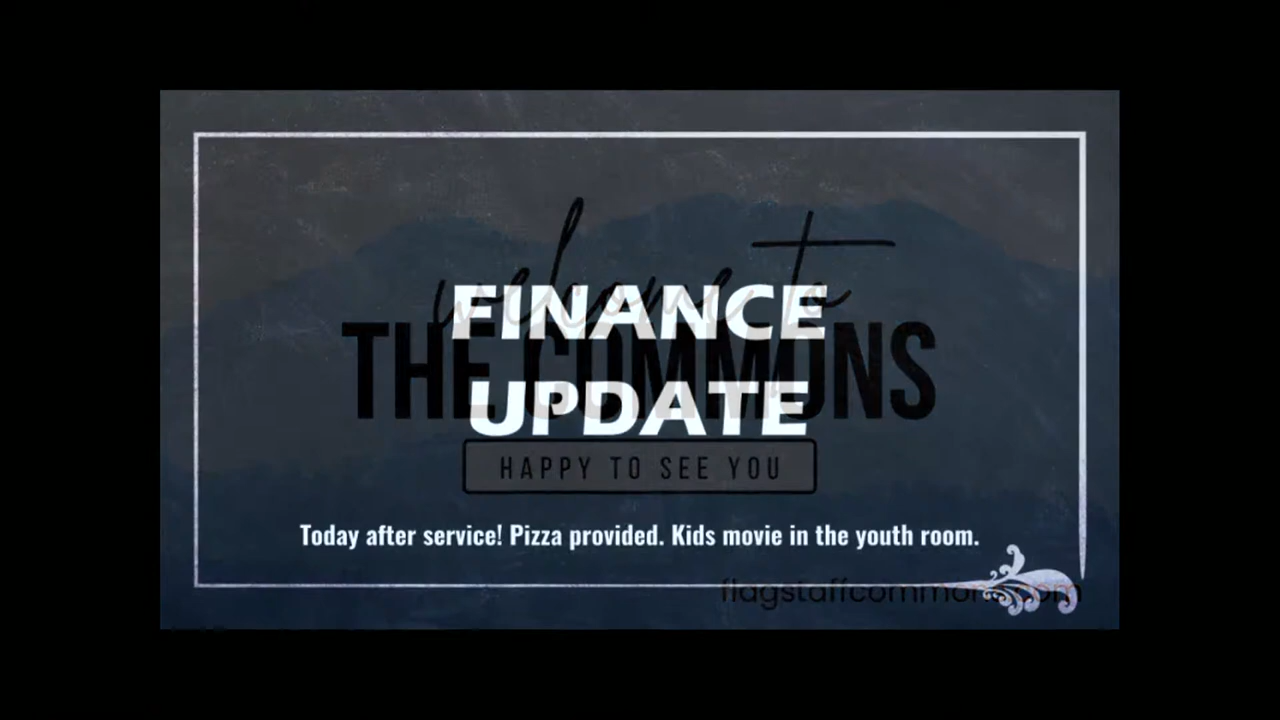 welcome to
THE COMMONS
HAPPY TO SEE YOU
FINANCE
UPDATE
Today after service! Pizza provided. Kids movie in the youth room.
flagstaffcommons.com